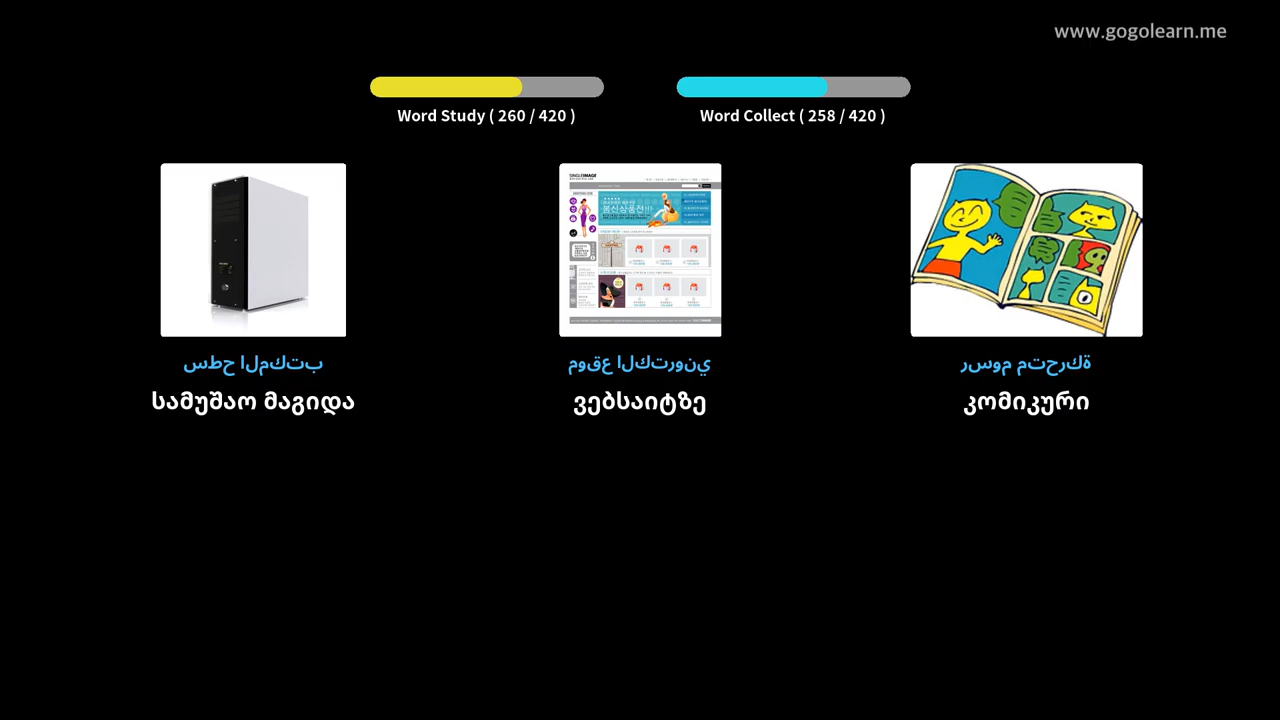 www.gogolearn.me
Word Study ( 260 / 420 )
Word Collect ( 258 / 420 )
سطح المكتب
موقع الكتروني
رسوم متحركة
სამუშაო მაგიდა
ვებსაიტზე
კომიკური